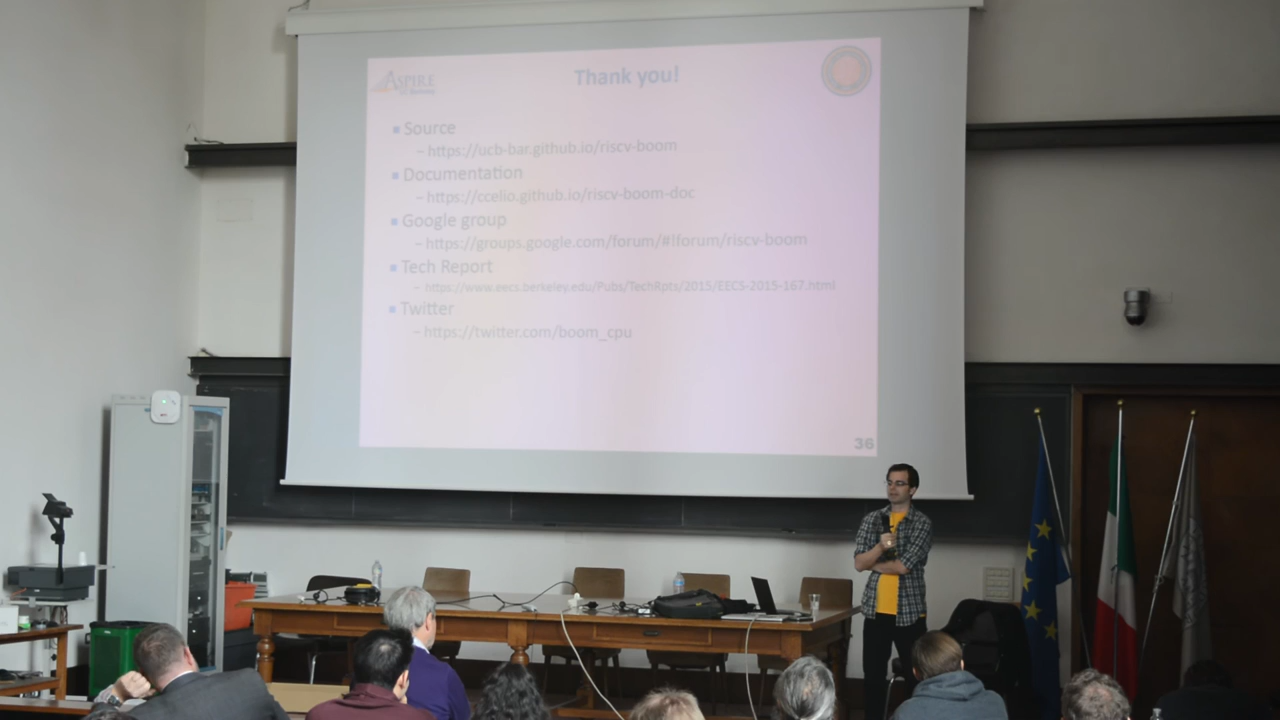 ASPIRE
Thank you!
Source
– https://ucb-bar.github.io/riscv-boom
Documentation
– https://ccelio.github.io/riscv-boom-doc
Google group
– https://groups.google.com/forum/#!forum/riscv-boom
Tech Report
– https://www.eecs.berkeley.edu/Pubs/TechRpts/2015/EECS-2015-167.html
Twitter
– https://twitter.com/boom_cpu
36